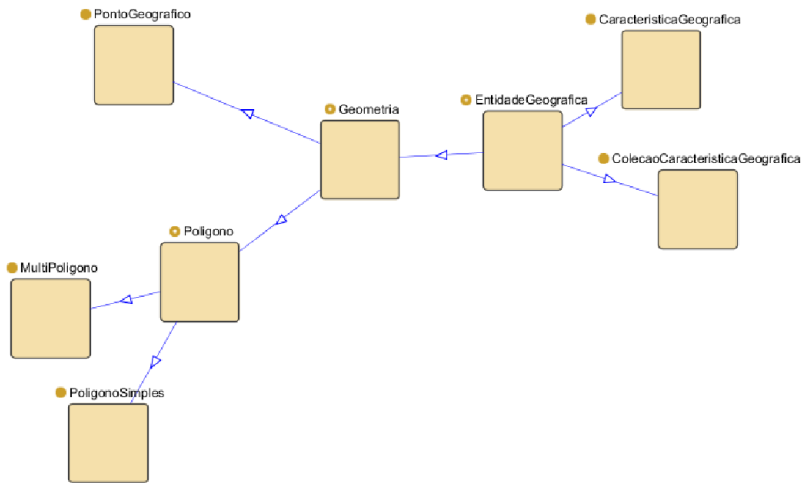 PontoGeografico
CaracteristicaGeografica
Geometria
EntidadeGeografica
ColecaoCaracteristicaGeografica
Poligono
MultiPoligono
PoligonoSimples